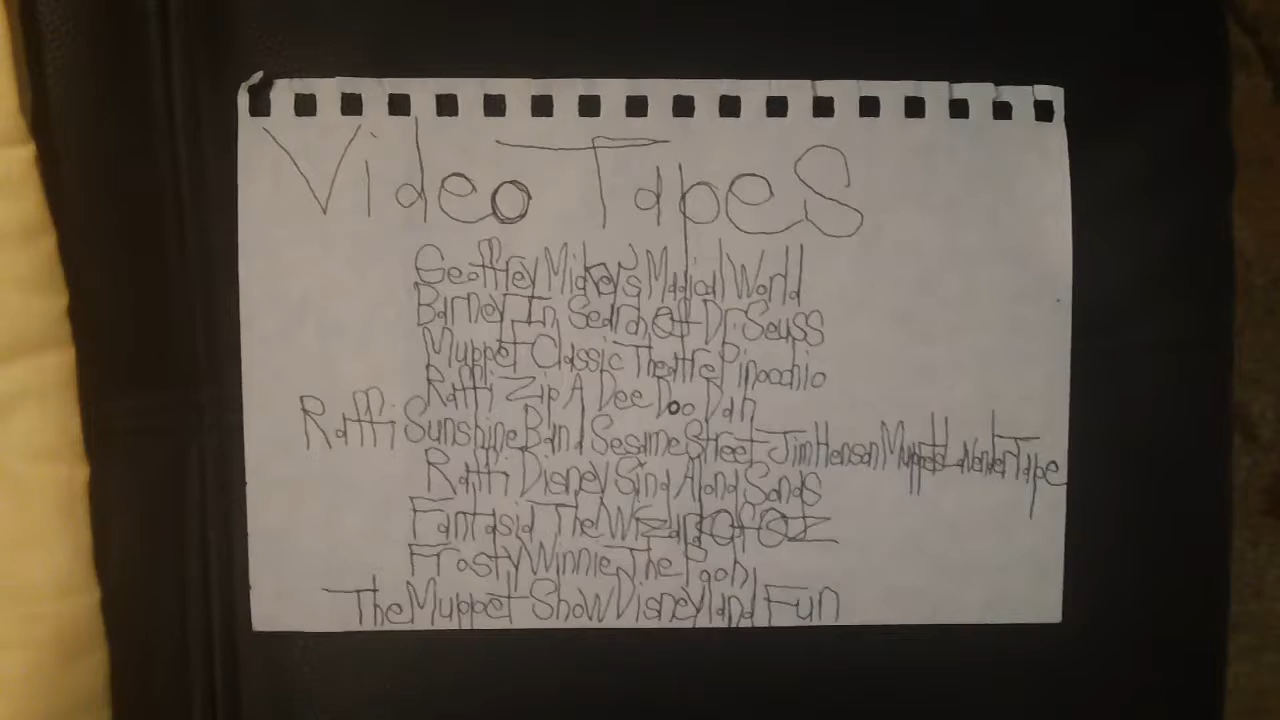 Video Tapes
Geoffrey Mickey's Magical World
Barney In Search Of Dr. Seuss
Muppet Classic Theatre Pinocchio
Raffi Zip A Dee Doo Dah
Raffi Sunshine Band Sesame Street Jim Henson Muppets Lavender Tape
Raffi Disney Sing Along Songs
Fantasia The Wizard Of Oz
Frosty Winnie The Pooh
The Muppet Show Disneyland Fun